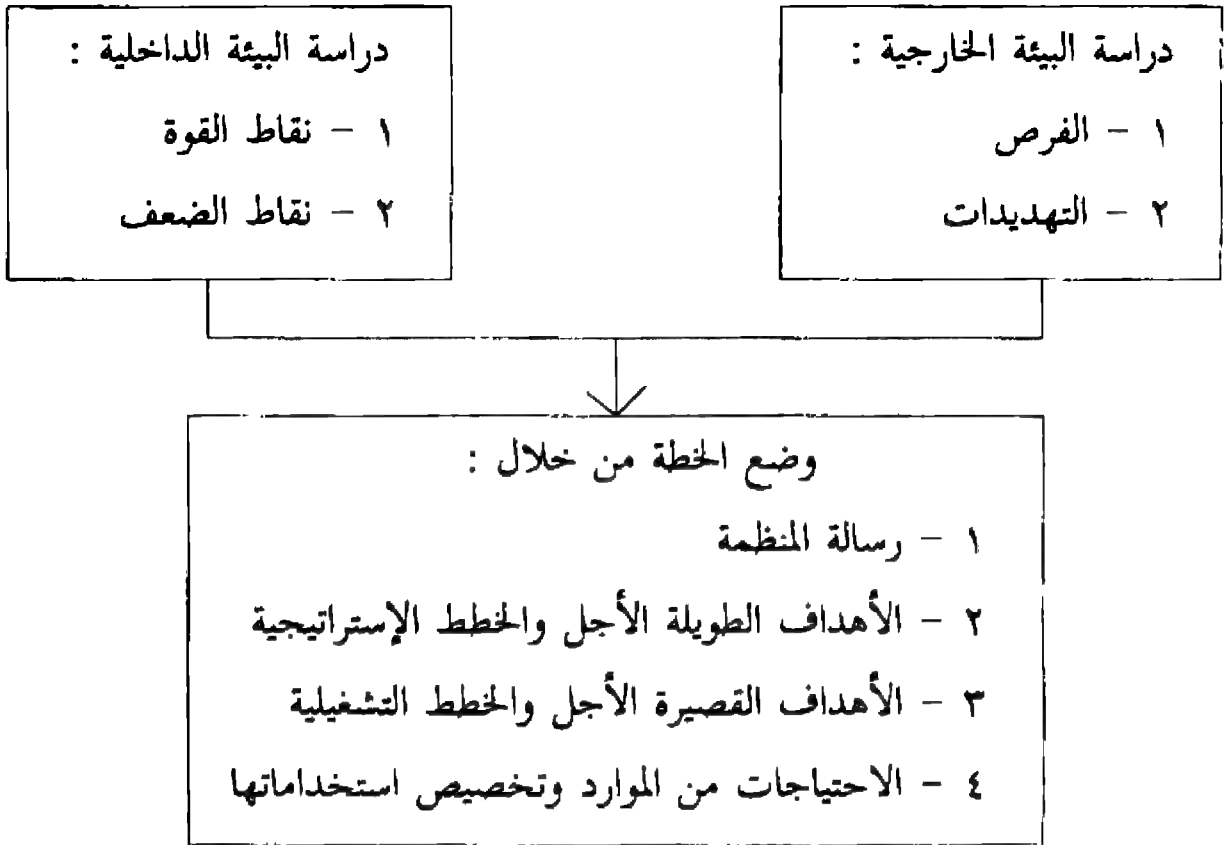 دراسة البيئة الخارجية :
١ - الفرص
٢ - التهديدات
دراسة البيئة الداخلية :
١ - نقاط القوة
٢ - نقاط الضعف
وضع الخطة من خلال :
١ - رسالة المنظمة
٢ - الأهداف الطويلة الأجل والخطط الإستراتيجية
٣ - الأهداف القصيرة الأجل والخطط التشغيلية
٤ - الاحتياجات من الموارد وتخصيص استخداماتها